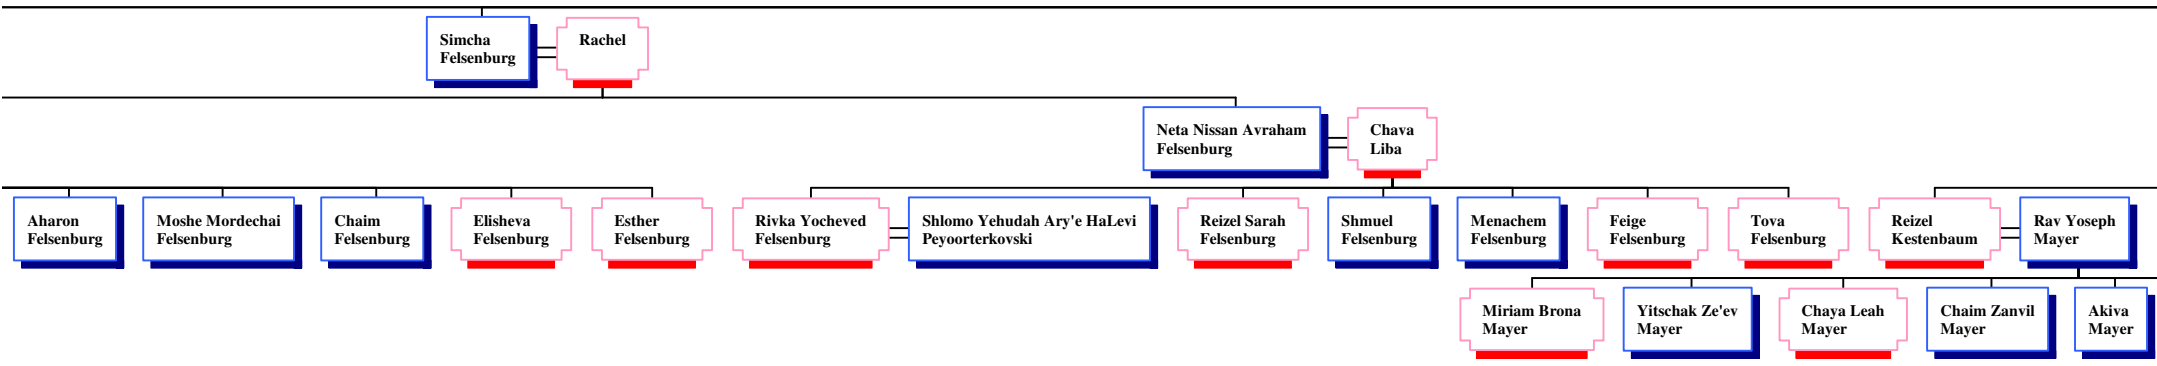 Simcha
Felsenburg
Rachel
Neta Nissan Avraham
Felsenburg
Chava
Liba
Aharon
Felsenburg
Moshe Mordechai
Felsenburg
Chaim
Felsenburg
Elisheva
Felsenburg
Esther
Felsenburg
Rivka Yocheved
Felsenburg
Shlomo Yehudah Ary'e HaLevi
Peyoorterkovski
Reizel Sarah
Felsenburg
Shmuel
Felsenburg
Menachem
Felsenburg
Feige
Felsenburg
Tova
Felsenburg
Reizel
Kestenbaum
Rav Yoseph
Mayer
Miriam Brona
Mayer
Yitschak Ze'ev
Mayer
Chaya Leah
Mayer
Chaim Zanvil
Mayer
Akiva
Mayer